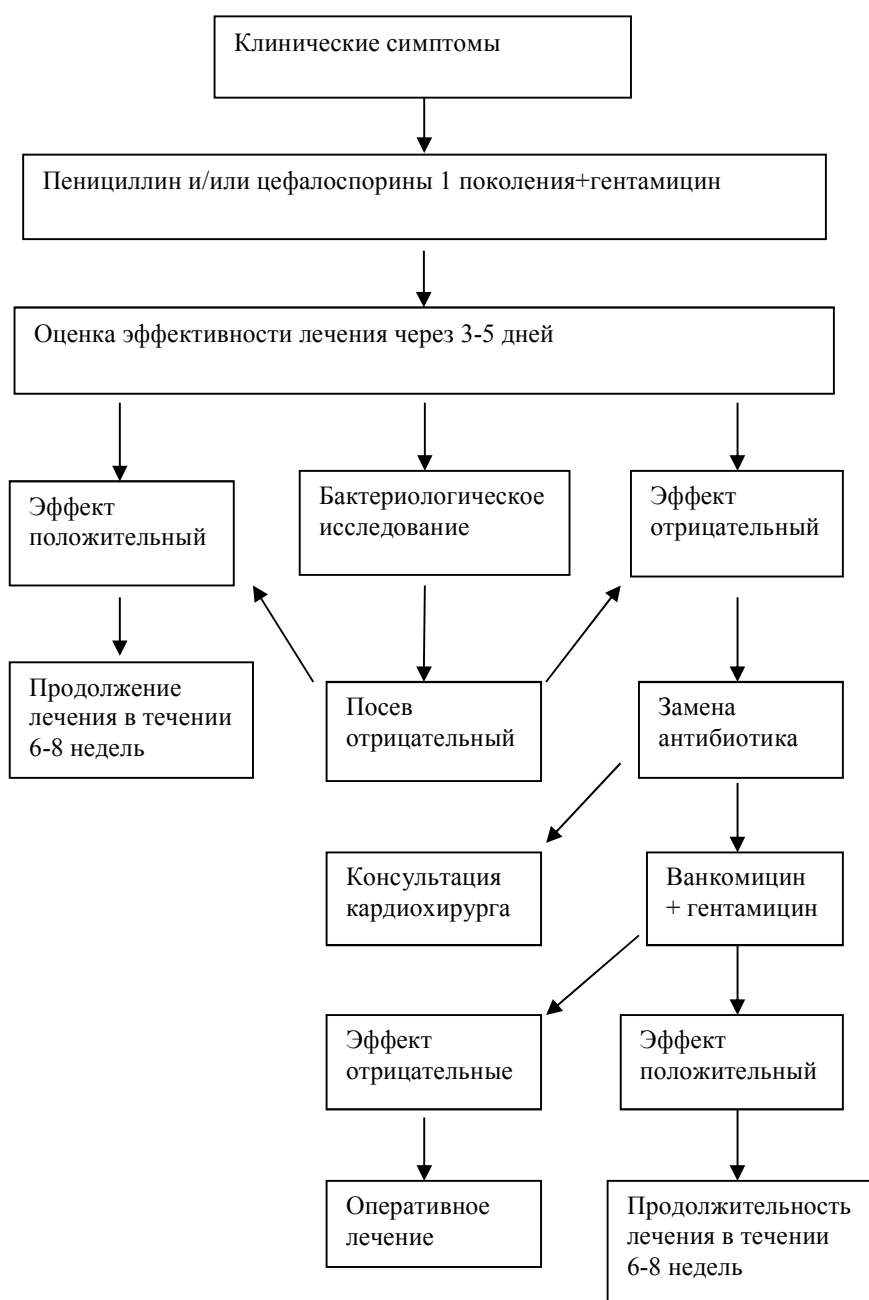 Клинические симптомы
Пенициллин и/или цефалоспорины 1 поколения+гентамицин
Оценка эффективности лечения через 3-5 дней
Эффект
положительный
Бактериологическое
исследование
Эффект
отрицательный
Продолжение
лечения в течении
6-8 недель
Посев
отрицательный
Замена
антибиотика
Консультация
кардиохирурга
Ванкомицин
+ гентамицин
Эффект
отрицательные
Эффект
положительный
Оперативное
лечение
Продолжительность
лечения в течении
6-8 недель